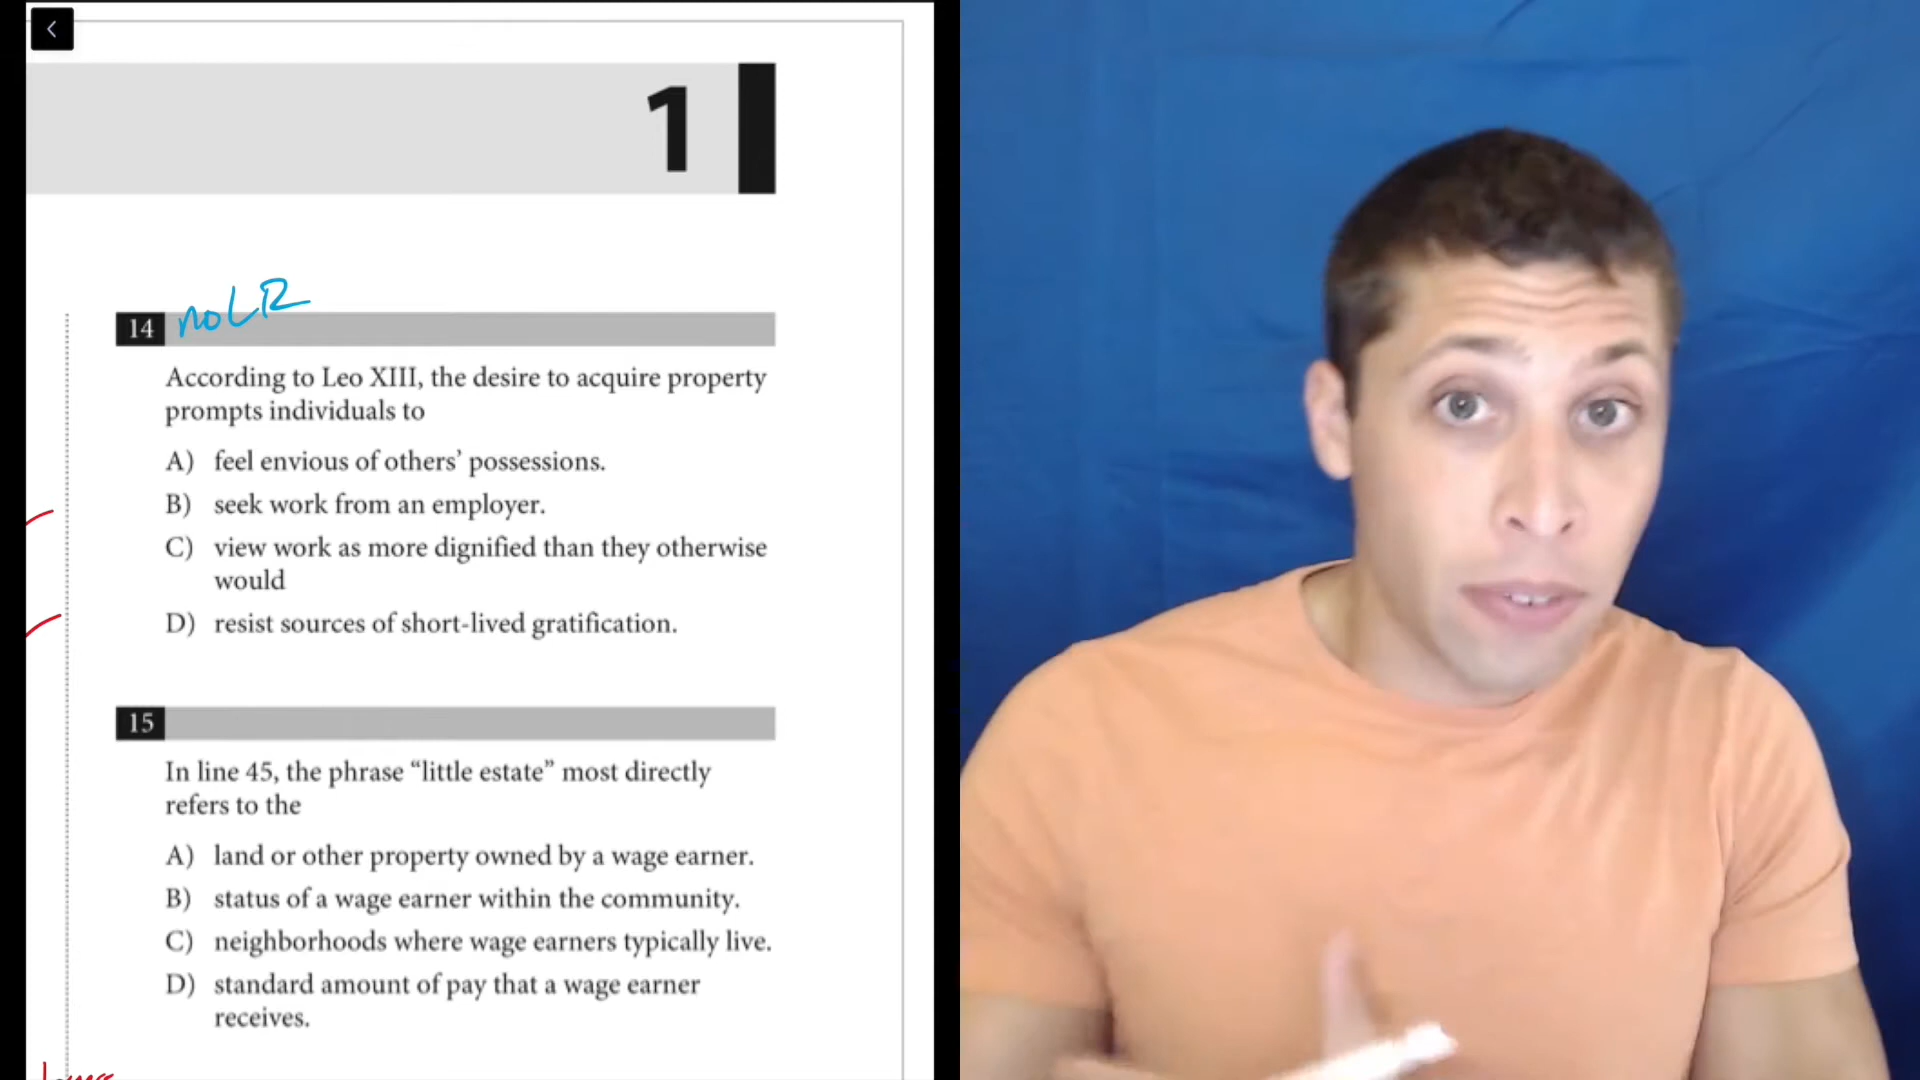 1
14 noLR
According to Leo XIII, the desire to acquire property
prompts individuals to
A) feel envious of others’ possessions.
B) seek work from an employer.
C) view work as more dignified than they otherwise
would
D) resist sources of short-lived gratification.
15
In line 45, the phrase “little estate” most directly
refers to the
A) land or other property owned by a wage earner.
B) status of a wage earner within the community.
C) neighborhoods where wage earners typically live.
D) standard amount of pay that a wage earner
receives.